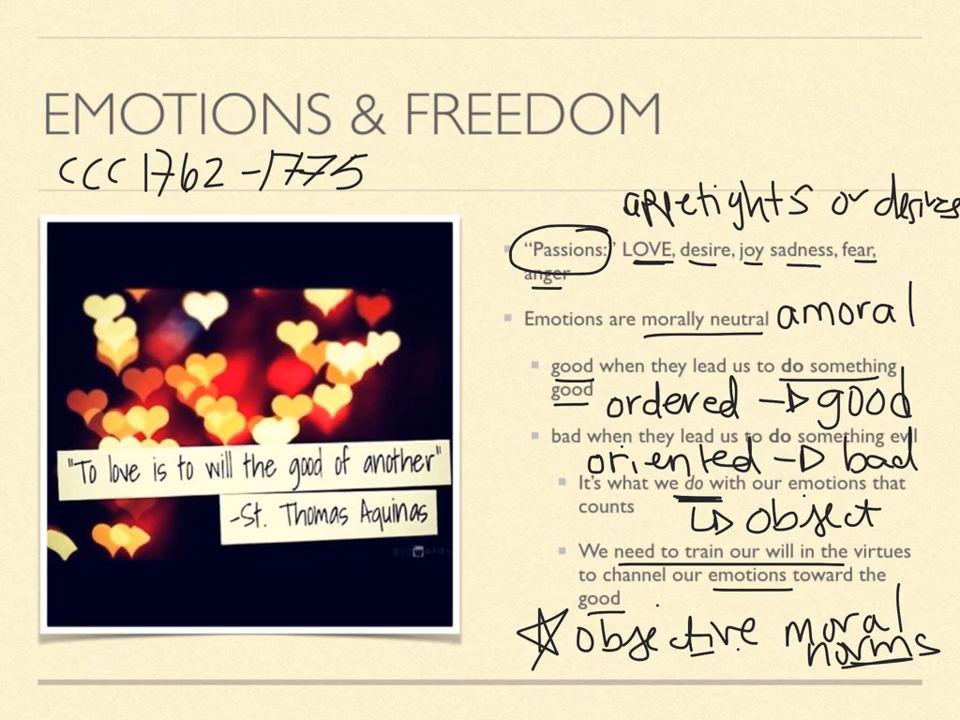 EMOTIONS & FREEDOM
CCC 1762-1775
appetights or desires
"Passions:" LOVE, desire, joy sadness, fear,
anger
Emotions are morally neutral amoral
good when they lead us to do something
good
ordered → good
bad when they lead us to do something evil
oriented → bad
It's what we do with our emotions that
counts
↳ object
We need to train our will in the virtues
to channel our emotions toward the
good
☆ objective moral
norms
"To love is to will the good of another"
-St. Thomas Aquinas